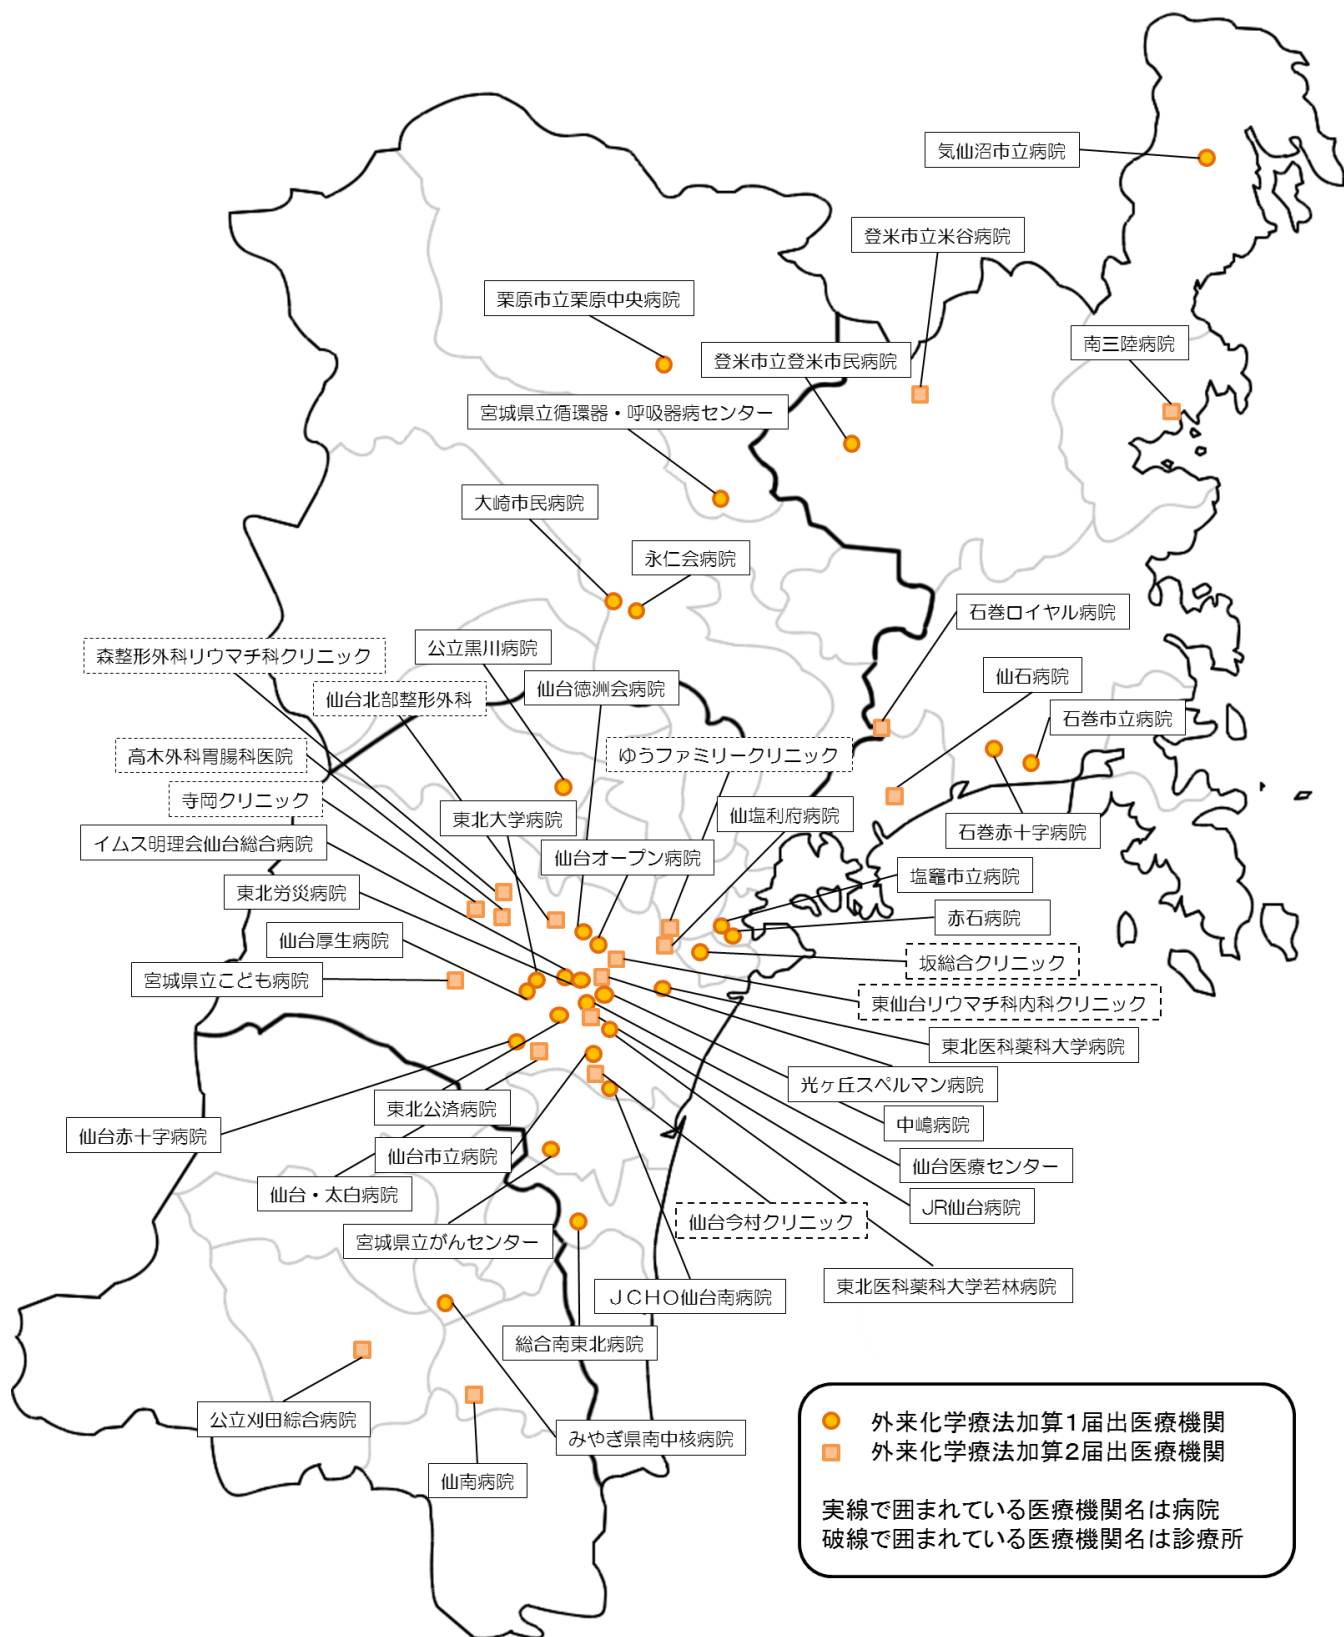 気仙沼市立病院
登米市立米谷病院
栗原市立栗原中央病院
南三陸病院
登米市立登米市民病院
宮城県立循環器・呼吸器病センター
大崎市民病院
永仁会病院
石巻ロイヤル病院
公立黒川病院
森整形外科リウマチ科クリニック
仙石病院
仙台徳洲会病院
仙台北部整形外科
石巻市立病院
高木外科胃腸科医院
ゆうファミリークリニック
寺岡クリニック
仙塩利府病院
東北大学病院
石巻赤十字病院
イムス明理会仙台総合病院
仙台オープン病院
塩竈市立病院
東北労災病院
赤石病院
仙台厚生病院
坂総合クリニック
宮城県立こども病院
東仙台リウマチ科内科クリニック
東北医科薬科大学病院
光ヶ丘スペルマン病院
東北公済病院
中嶋病院
仙台赤十字病院
仙台市立病院
仙台医療センター
仙台・太白病院
JR仙台病院
仙台今村クリニック
宮城県立がんセンター
東北医科薬科大学若林病院
JCHO仙台南病院
総合南東北病院
公立刈田綜合病院
みやぎ県南中核病院
仙南病院
外来化学療法加算1届出医療機関
外来化学療法加算2届出医療機関
実線で囲まれている医療機関名は病院
破線で囲まれている医療機関名は診療所